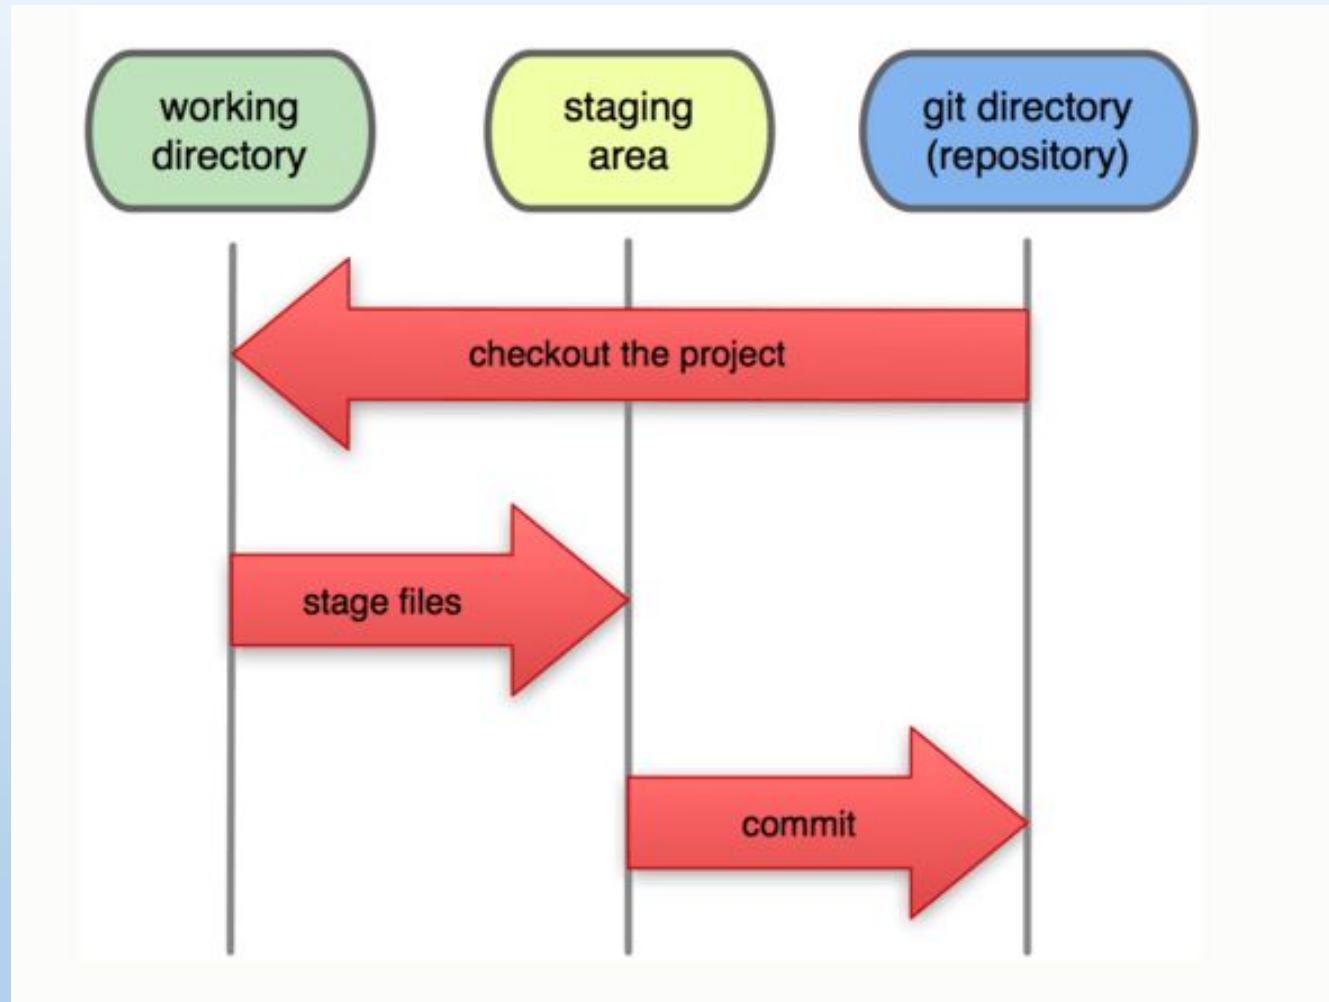 working
directory
staging
area
git directory
(repository)
checkout the project
stage files
commit